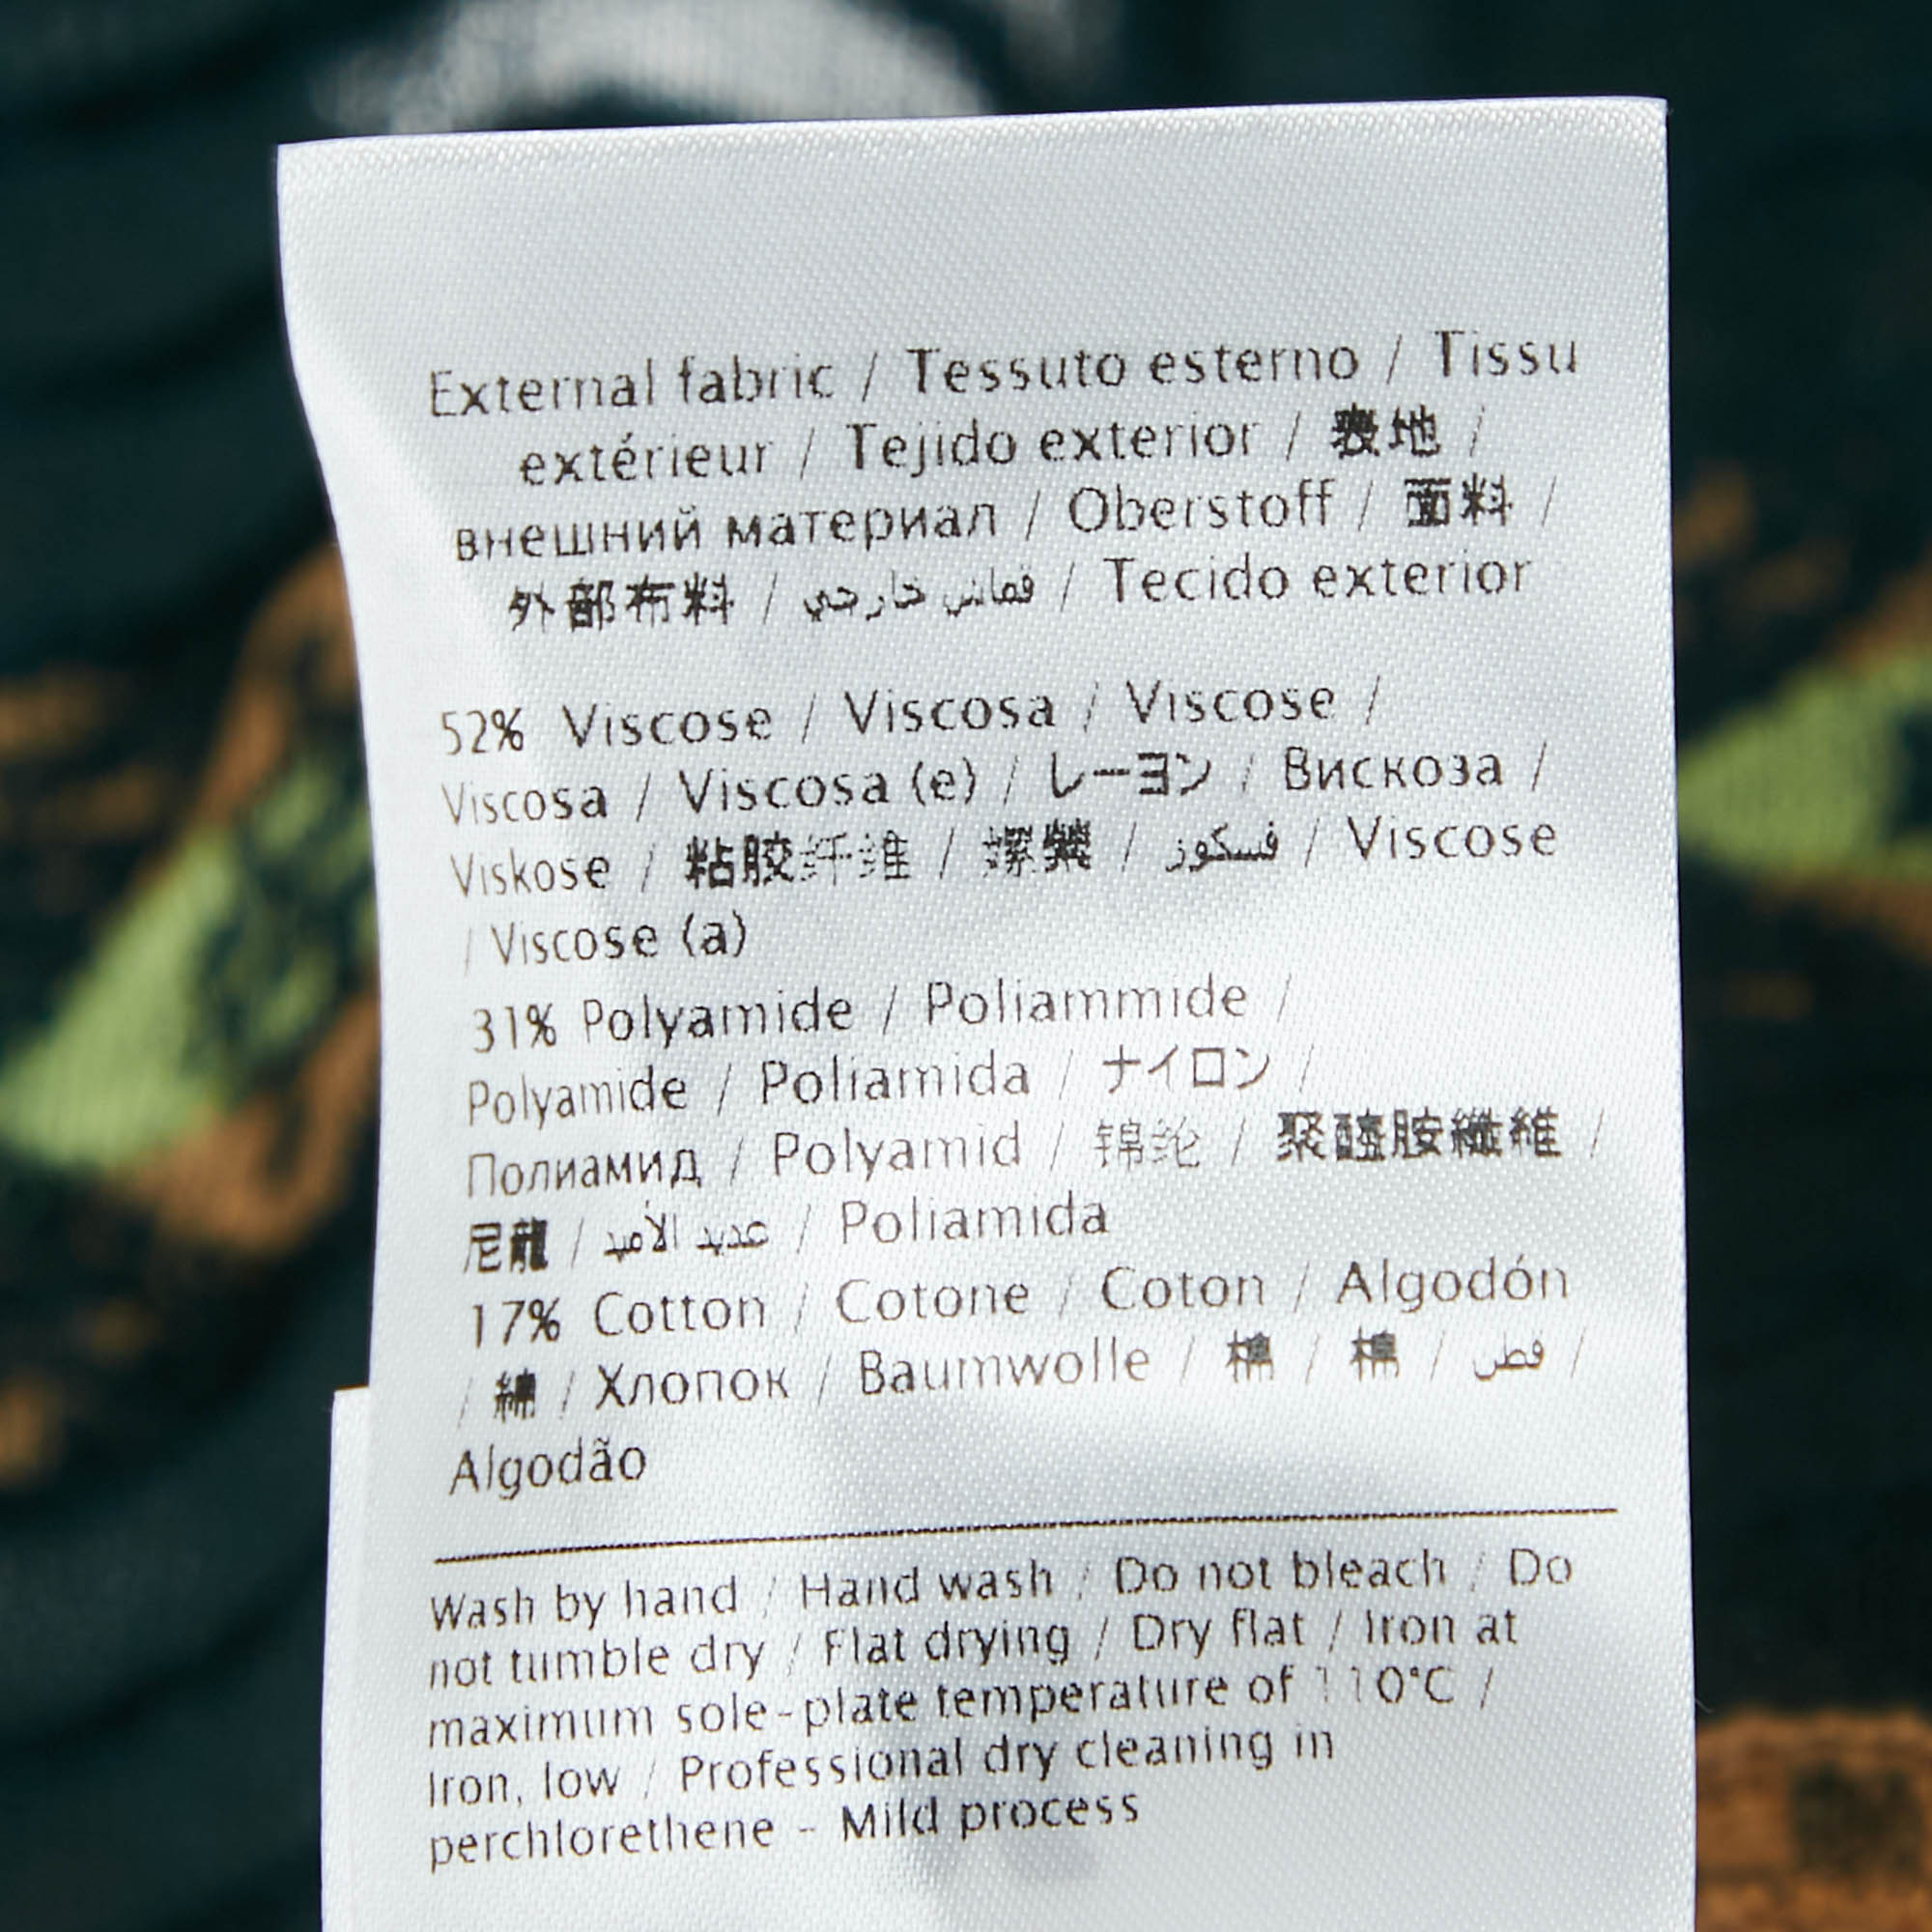 External fabric / Tessuto esterno / Tissu
extérieur / Tejido exterior / 表地 /
внешний материал / Oberstoff / 面料 /
外部布料 / قماش خارجي / Tecido exterior
52% Viscose / Viscosa / Viscose /
Viscosa / Viscosa (e) / レーヨン / Вискоза /
Viskose / 粘胶纤维 / 嫘縈 / فسكوز / Viscose
/ Viscose (a)
31% Polyamide / Poliammide /
Polyamide / Poliamida / ナイロン /
Полиамид / Polyamid / 锦纶 / 聚醯胺纖維 /
尼龍 / عديد الأميد / Poliamida
17% Cotton / Cotone / Coton / Algodón
/ 綿 / Хлопок / Baumwolle / 棉 / 棉 / قطن /
Algodão
Wash by hand / Hand wash / Do not bleach / Do
not tumble dry / Flat drying / Dry flat / Iron at
maximum sole-plate temperature of 110°C /
Iron, low / Professional dry cleaning in
perchlorethene - Mild process